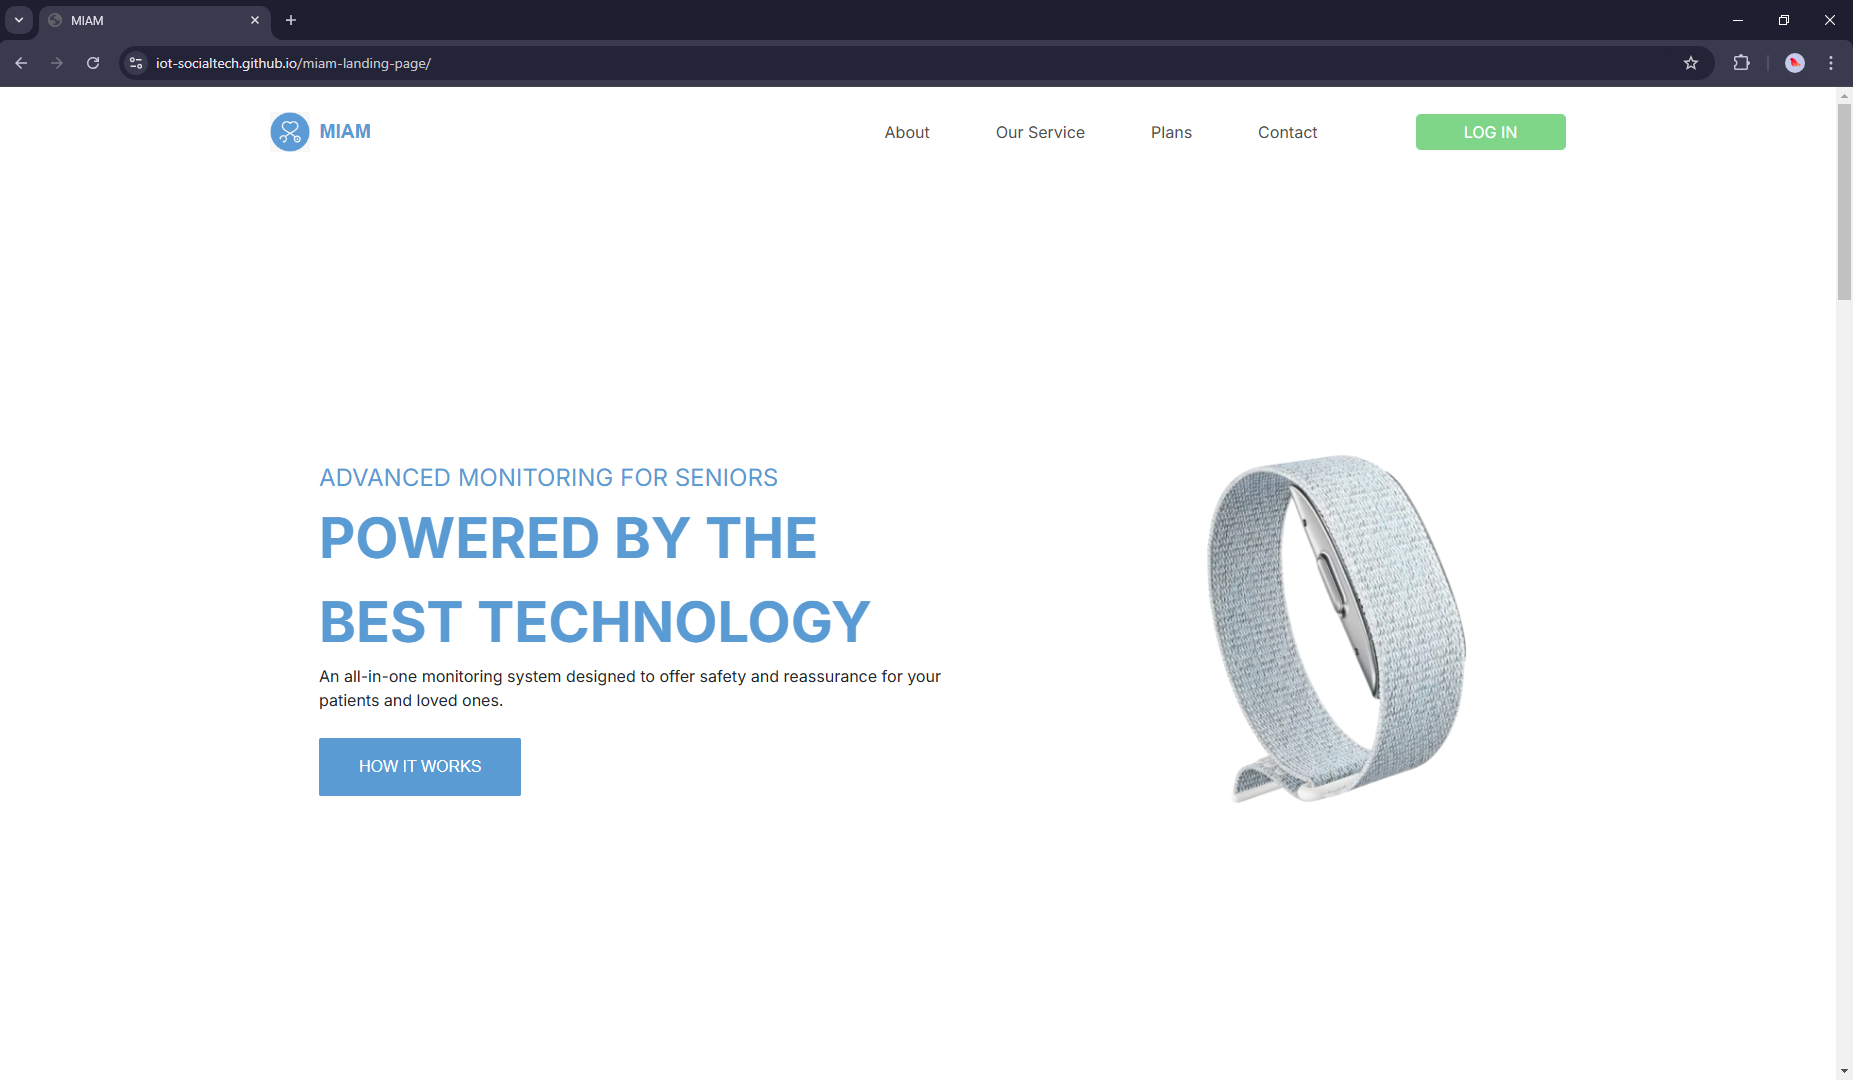 MIAM
iot-socialtech.github.io/miam-landing-page/
MIAM
About
Our Service
Plans
Contact
LOG IN
ADVANCED MONITORING FOR SENIORS
POWERED BY THE
BEST TECHNOLOGY
An all-in-one monitoring system designed to offer safety and reassurance for your
patients and loved ones.
HOW IT WORKS